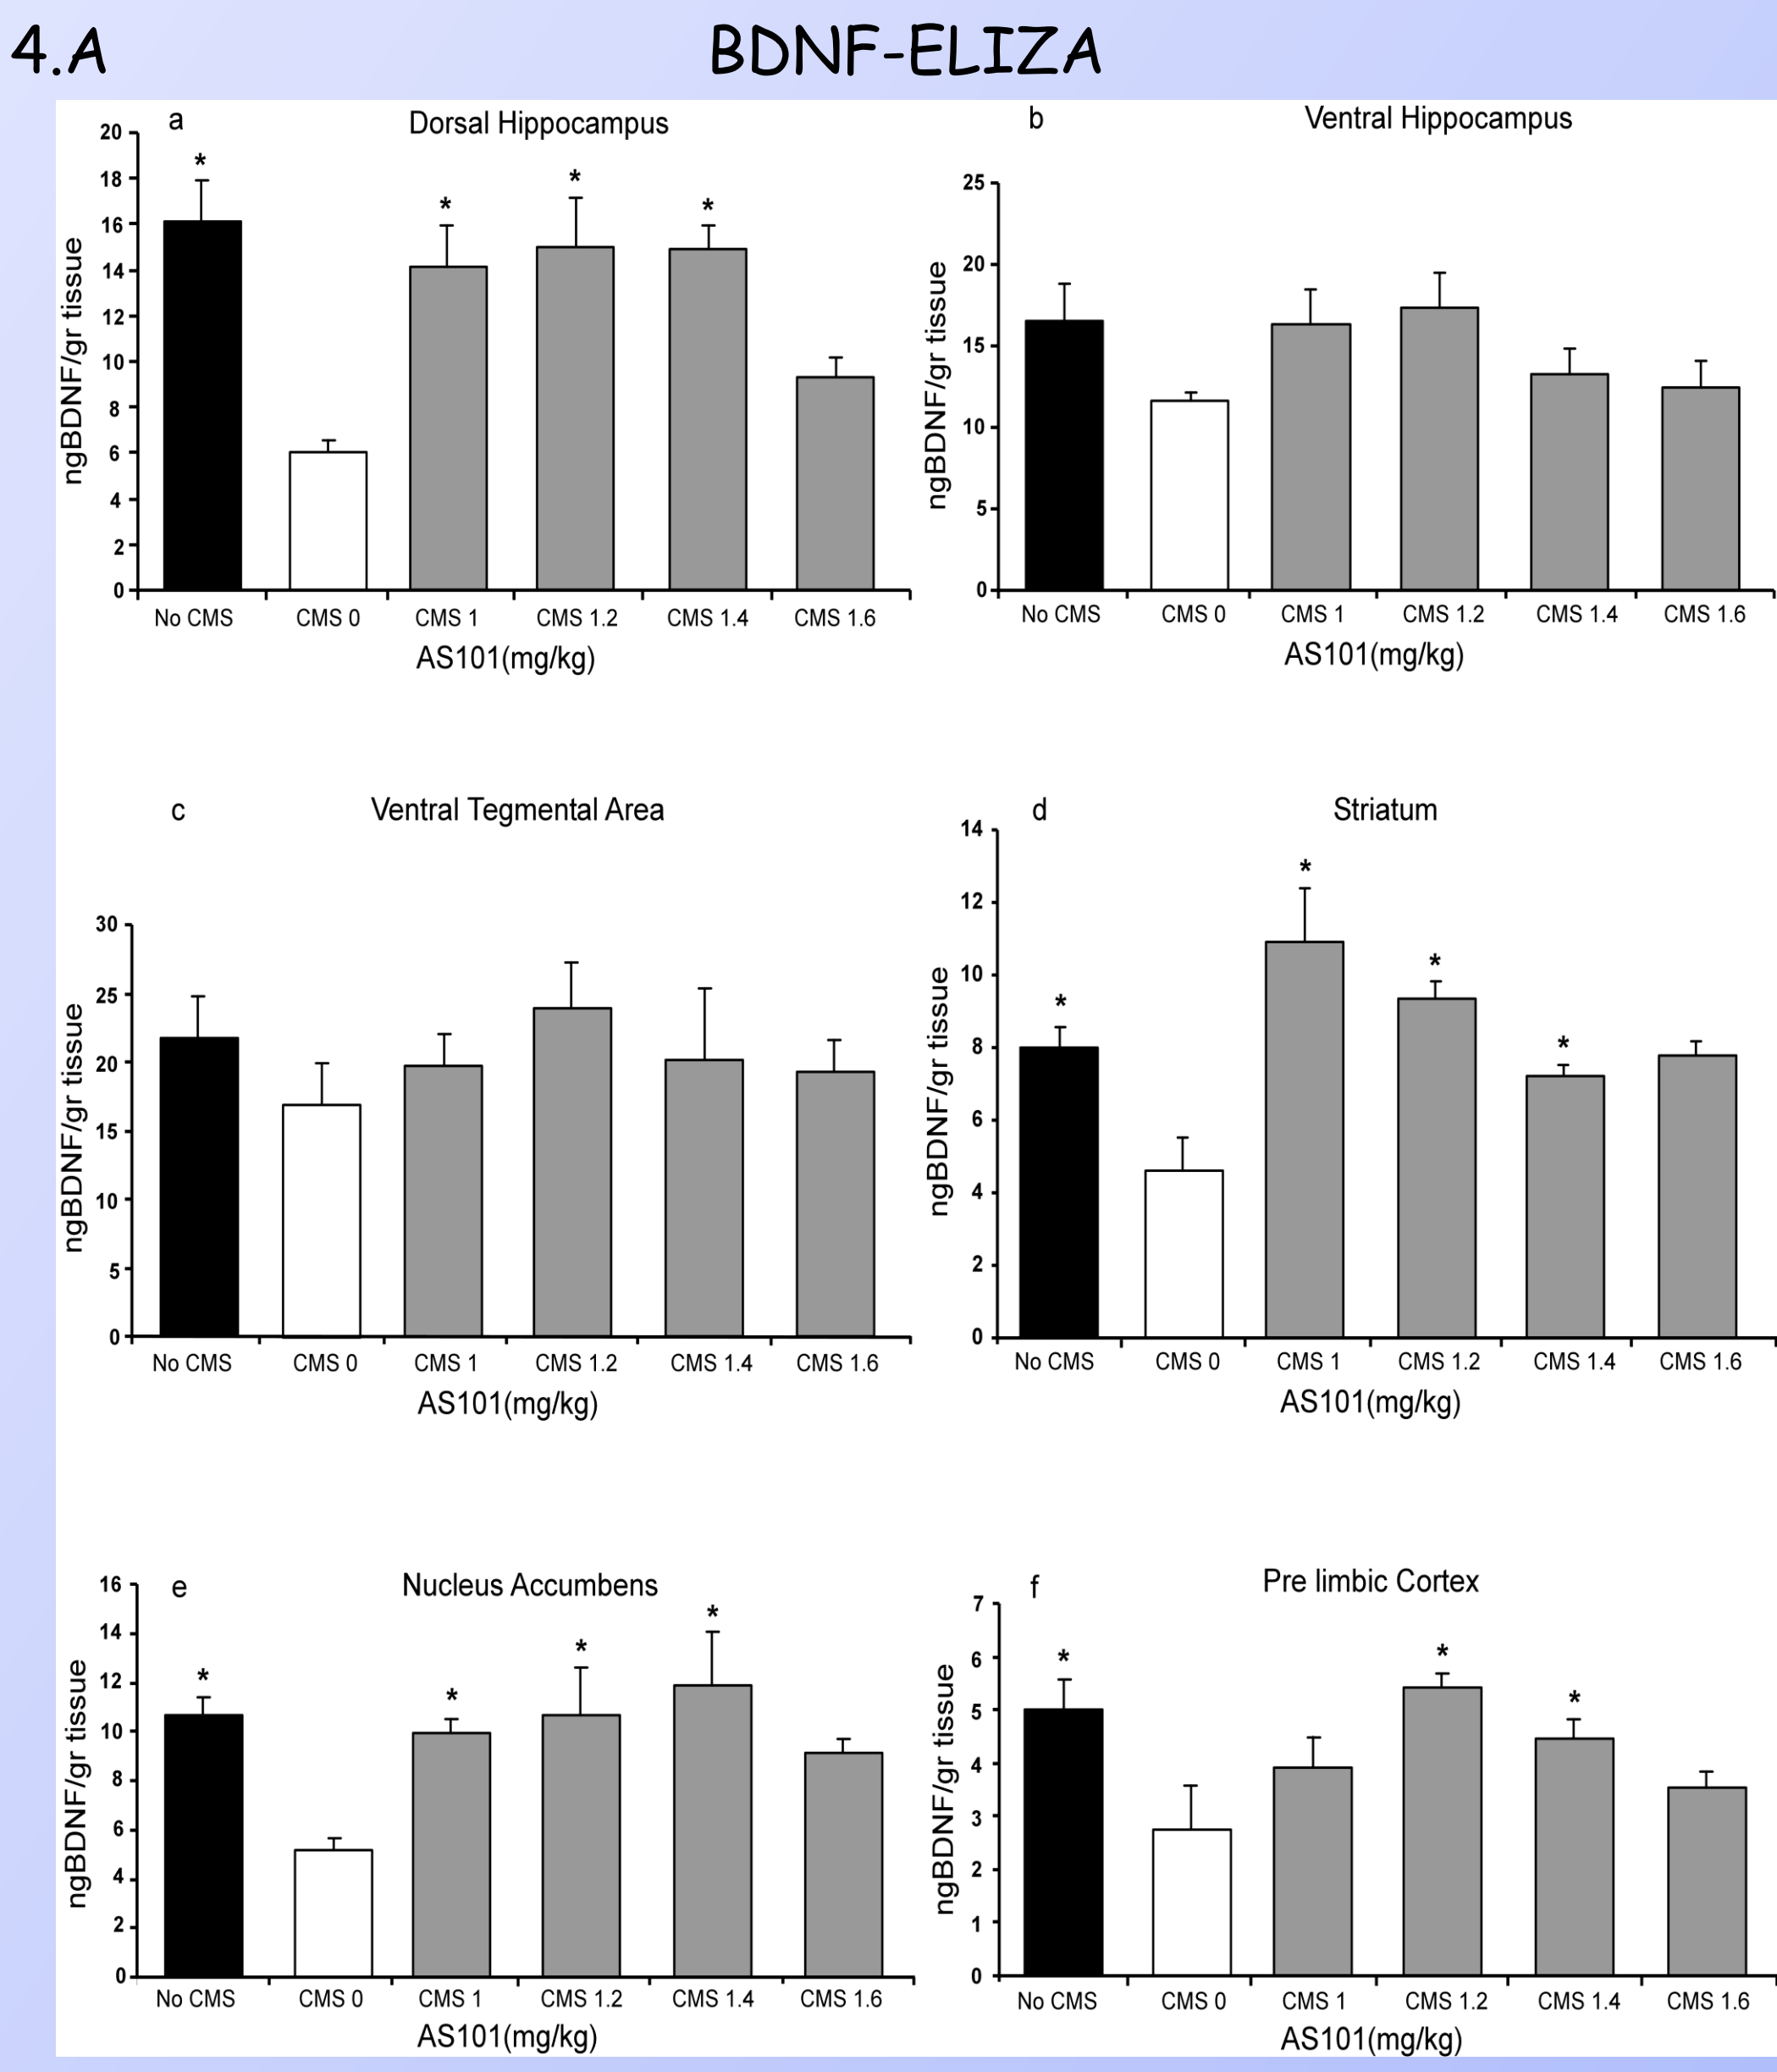 4.A
BDNF-ELIZA
a
Dorsal Hippocampus
20
18
16
14
12
10
8
6
4
2
0
ngBDNF/gr tissue
*
*
*
*
No CMS
CMS 0
CMS 1
CMS 1.2
CMS 1.4
CMS 1.6
AS101(mg/kg)
b
Ventral Hippocampus
25
20
15
10
5
0
ngBDNF/gr tissue
No CMS
CMS 0
CMS 1
CMS 1.2
CMS 1.4
CMS 1.6
AS101(mg/kg)
c
Ventral Tegmental Area
30
25
20
15
10
5
0
ngBDNF/gr tissue
No CMS
CMS 0
CMS 1
CMS 1.2
CMS 1.4
CMS 1.6
AS101(mg/kg)
d
Striatum
14
12
10
8
6
4
2
0
ngBDNF/gr tissue
*
*
*
*
No CMS
CMS 0
CMS 1
CMS 1.2
CMS 1.4
CMS 1.6
AS101(mg/kg)
e
Nucleus Accumbens
16
14
12
10
8
6
4
2
0
ngBDNF/gr tissue
*
*
*
*
No CMS
CMS 0
CMS 1
CMS 1.2
CMS 1.4
CMS 1.6
AS101(mg/kg)
f
Pre limbic Cortex
7
6
5
4
3
2
1
0
ngBDNF/gr tissue
*
*
*
No CMS
CMS 0
CMS 1
CMS 1.2
CMS 1.4
CMS 1.6
AS101(mg/kg)